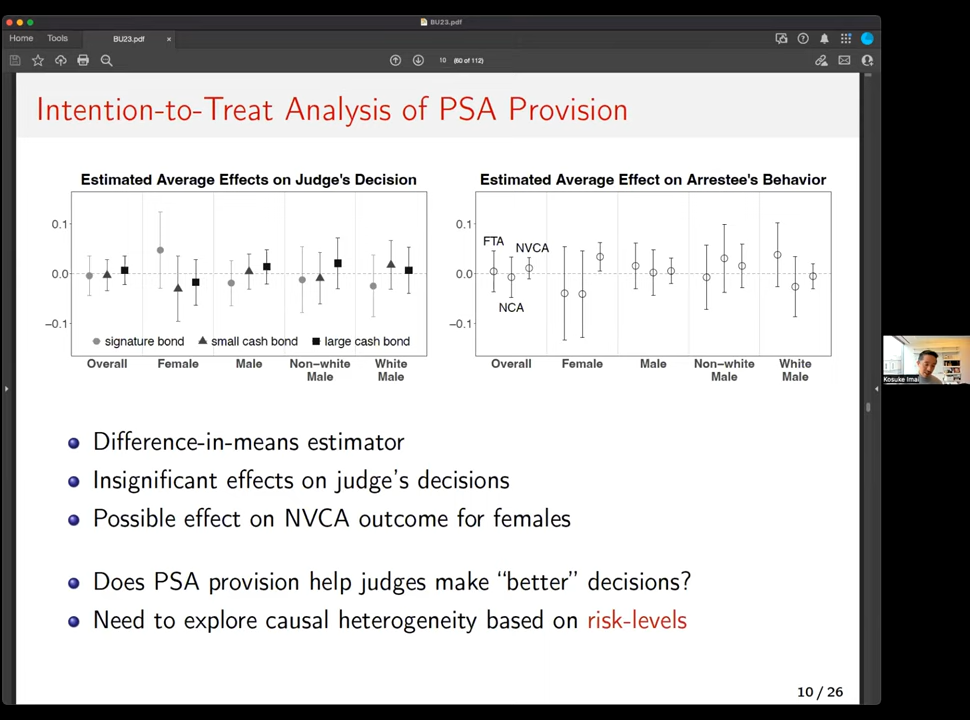 BU23.pdf
Home Tools BU23.pdf ×
10 (60 of 112)
Intention-to-Treat Analysis of PSA Provision
Estimated Average Effects on Judge's Decision
0.1
0.0
−0.1
signature bond small cash bond large cash bond
Overall Female Male Non−white Male White Male
Estimated Average Effect on Arrestee's Behavior
0.1
0.0
−0.1
FTA
NVCA
NCA
Overall Female Male Non−white Male White Male
Difference-in-means estimator
Insignificant effects on judge's decisions
Possible effect on NVCA outcome for females
Does PSA provision help judges make “better” decisions?
Need to explore causal heterogeneity based on risk-levels
10 / 26
Kosuke Imai